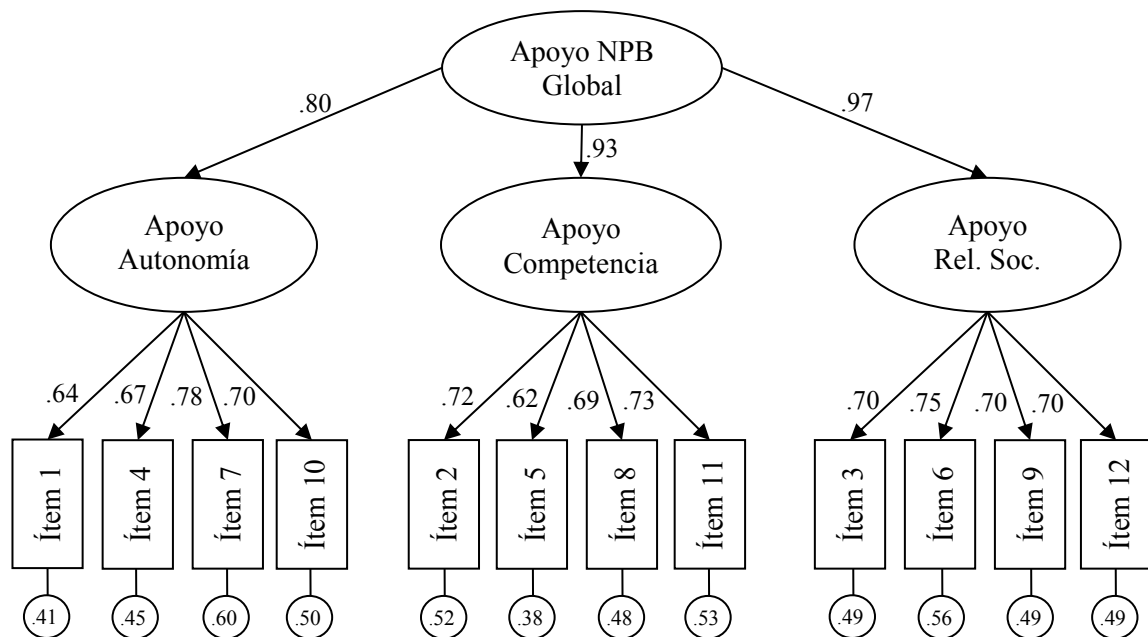 Apoyo NPB
Global
.80
.93
.97
Apoyo
Autonomía
Apoyo
Competencia
Apoyo
Rel. Soc.
.64
.67
.78
.70
.72
.62
.69
.73
.70
.75
.70
.70
Ítem 1
Ítem 4
Ítem 7
Ítem 10
Ítem 2
Ítem 5
Ítem 8
Ítem 11
Ítem 3
Ítem 6
Ítem 9
Ítem 12
.41
.45
.60
.50
.52
.38
.48
.53
.49
.56
.49
.49